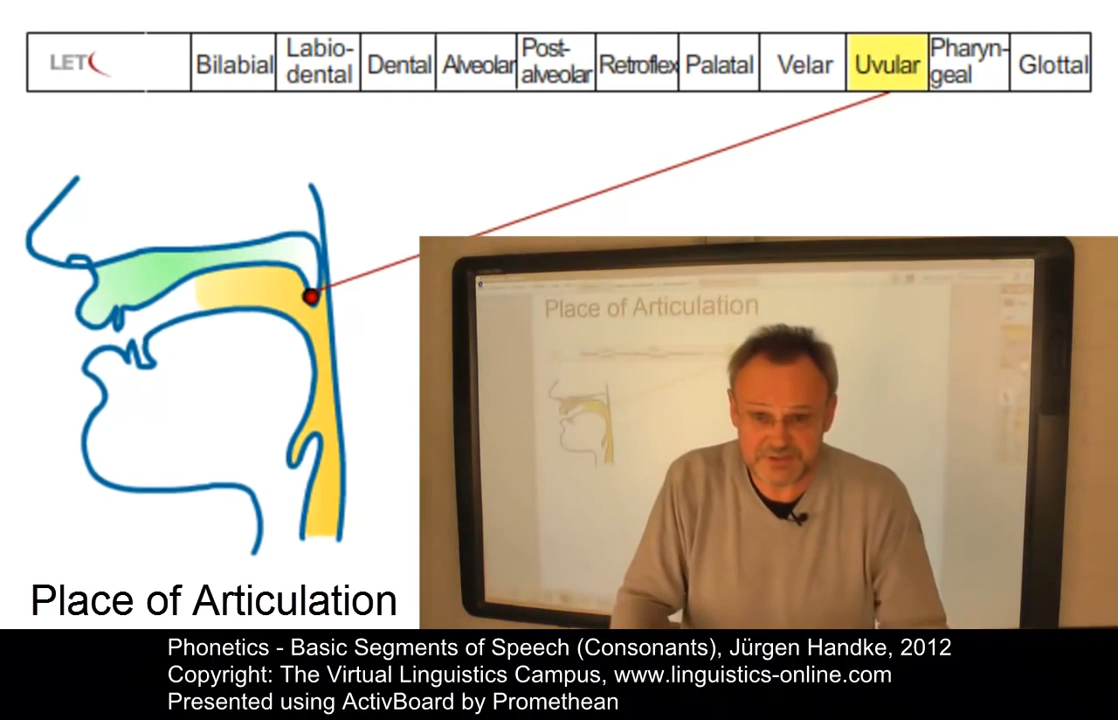 LET
Bilabial
Labio-
dental
Dental
Alveolar
Post-
alveolar
Retroflex
Palatal
Velar
Uvular
Pharyn-
geal
Glottal
Place of Articulation
Place of Articulation
Phonetics - Basic Segments of Speech (Consonants), Jürgen Handke, 2012
Copyright: The Virtual Linguistics Campus, www.linguistics-online.com
Presented using ActivBoard by Promethean